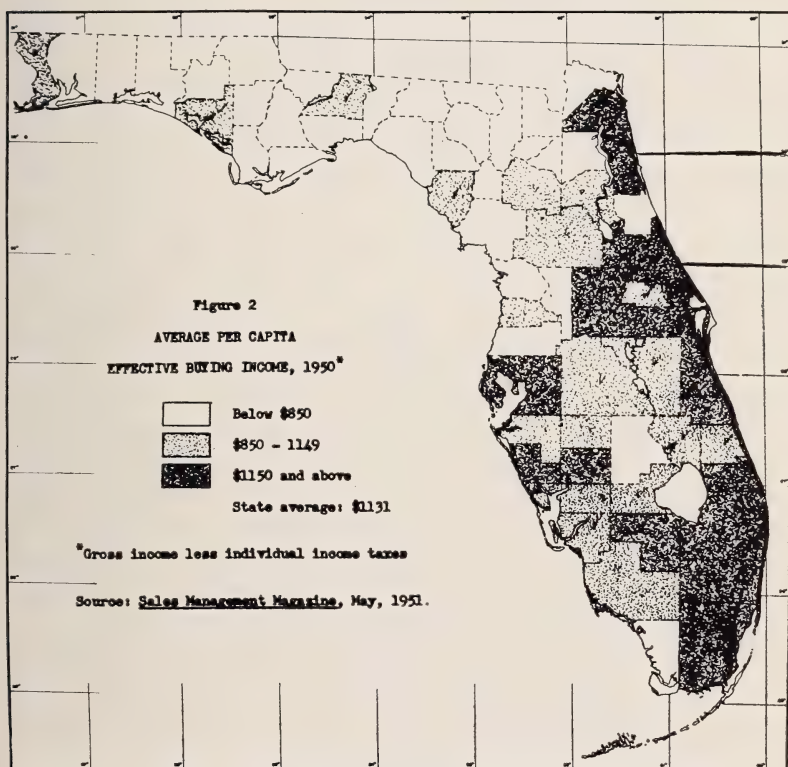 Figure 2
AVERAGE PER CAPITA
EFFECTIVE BUYING INCOME, 1950*
Below $850
$850 - 1149
$1150 and above
State average: $1131
*Gross income less individual income taxes
Source: Sales Management Magazine, May, 1951.